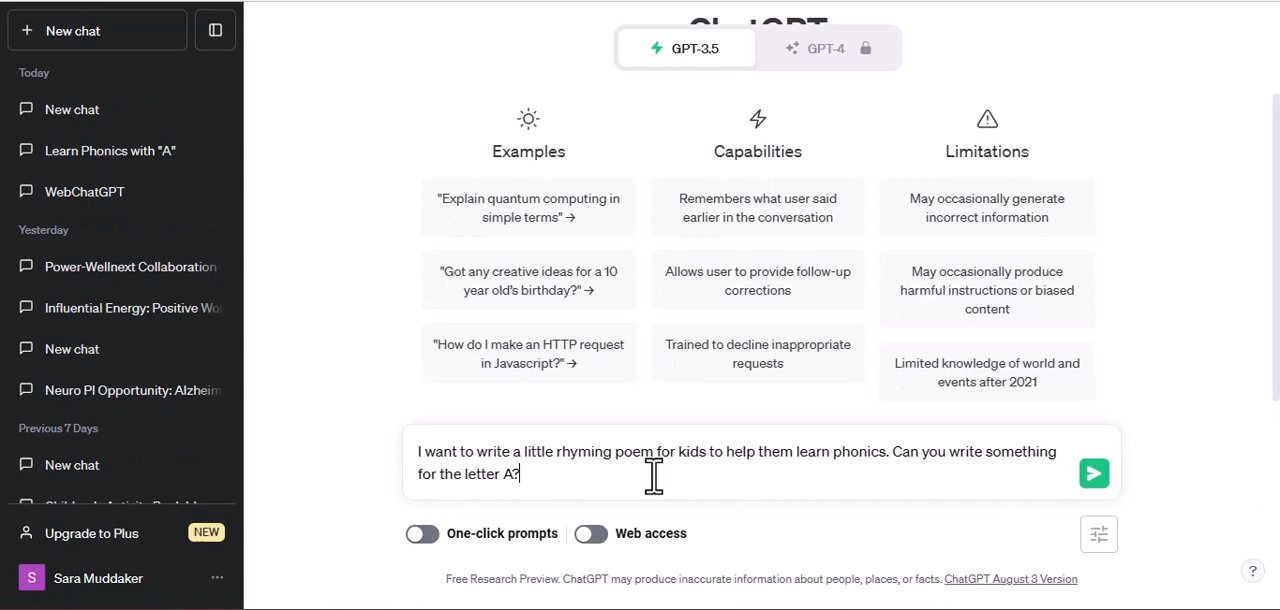 New chat
Today
New chat
Learn Phonics with "A"
WebChatGPT
Yesterday
Power-Wellnext Collaboration
Influential Energy: Positive Wo
New chat
Neuro PI Opportunity: Alzheim
Previous 7 Days
New chat
Upgrade to Plus
NEW
S
Sara Muddaker
ChatGPT
GPT-3.5
GPT-4
Examples
"Explain quantum computing in
simple terms" →
"Got any creative ideas for a 10
year old's birthday?" →
"How do I make an HTTP request
in Javascript?" →
Capabilities
Remembers what user said
earlier in the conversation
Allows user to provide follow-up
corrections
Trained to decline inappropriate
requests
Limitations
May occasionally generate
incorrect information
May occasionally produce
harmful instructions or biased
content
Limited knowledge of world and
events after 2021
I want to write a little rhyming poem for kids to help them learn phonics. Can you write something
for the letter A?
One-click prompts
Web access
Free Research Preview. ChatGPT may produce inaccurate information about people, places, or facts. ChatGPT August 3 Version
?